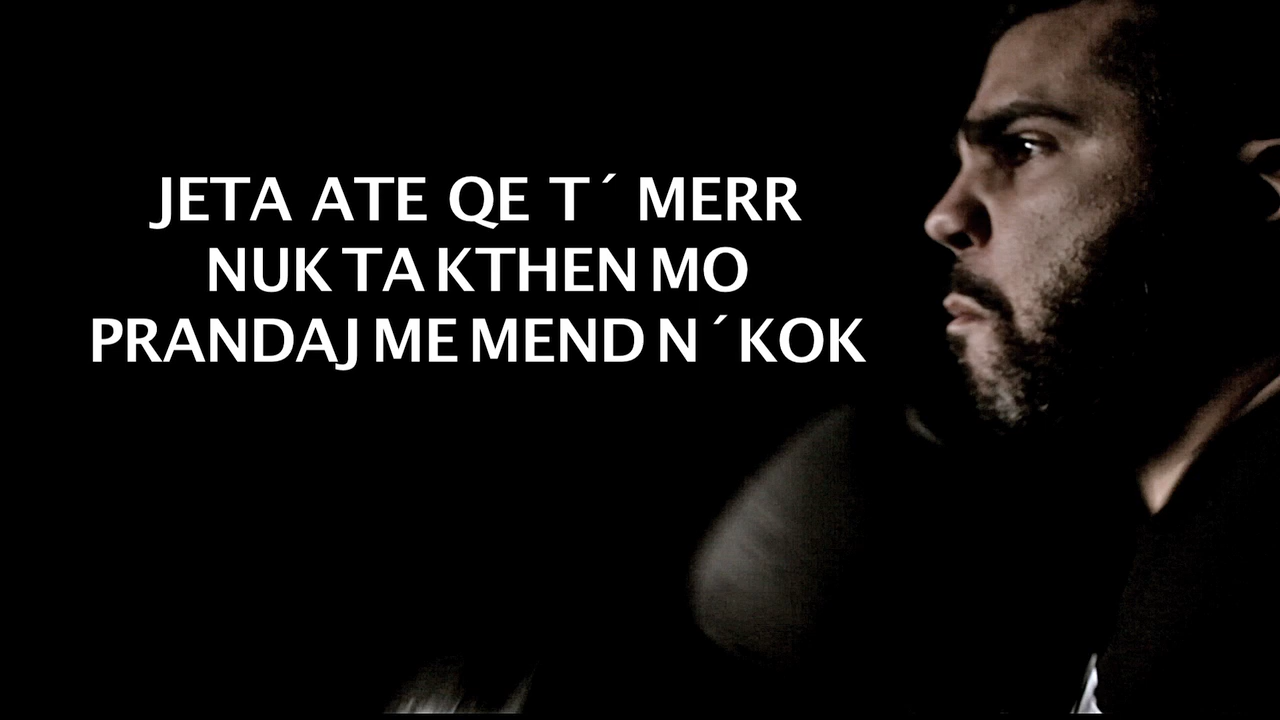 JETA ATE QE T´ MERR
NUK TA KTHEN MO
PRANDAJ ME MEND N´KOK